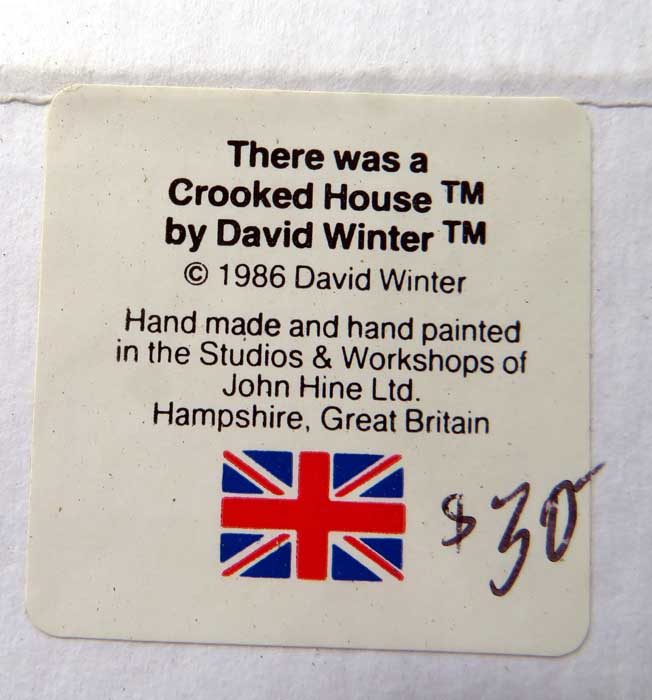 There was a
Crooked House ™
by David Winter ™
© 1986 David Winter
Hand made and hand painted
in the Studios & Workshops of
John Hine Ltd.
Hampshire, Great Britain
$30